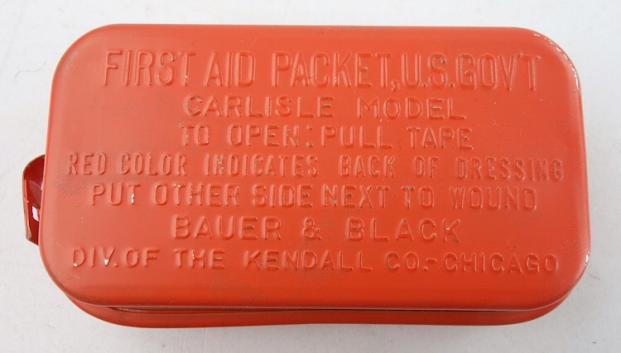 FIRST AID PACKET, U.S. GOV'T
CARLISLE MODEL
TO OPEN: PULL TAPE
RED COLOR INDICATES BACK OF DRESSING
PUT OTHER SIDE NEXT TO WOUND
BAUER & BLACK
DIV. OF THE KENDALL CO.-CHICAGO